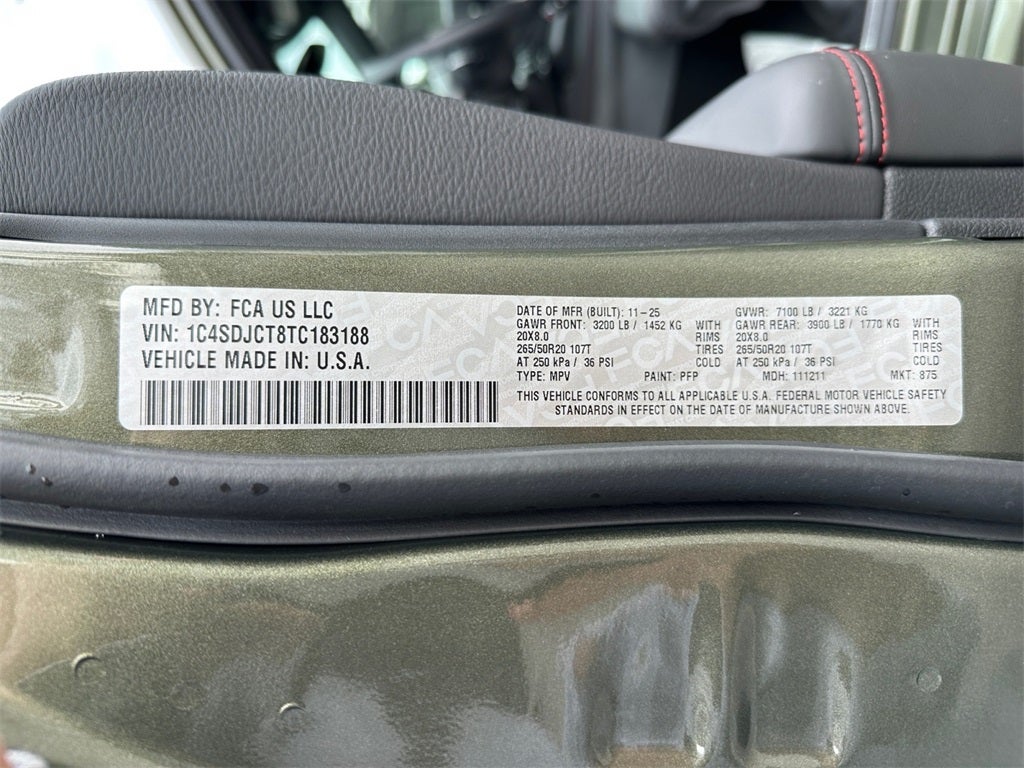 MFD BY: FCA US LLC
VIN: 1C4SDJCT8TC183188
VEHICLE MADE IN: U.S.A.
DATE OF MFR (BUILT): 11-25
GVWR: 7100 LB / 3221 KG
GAWR FRONT: 3200 LB / 1452 KG WITH
20X8.0 RIMS
265/50R20 107T TIRES
AT 250 kPa / 36 PSI COLD
GAWR REAR: 3900 LB / 1770 KG WITH
20X8.0 RIMS
265/50R20 107T TIRES
AT 250 kPa / 36 PSI COLD
TYPE: MPV PAINT: PFP MDH: 111211 MKT: 875
THIS VEHICLE CONFORMS TO ALL APPLICABLE U.S.A. FEDERAL MOTOR VEHICLE SAFETY
STANDARDS IN EFFECT ON THE DATE OF MANUFACTURE SHOWN ABOVE.